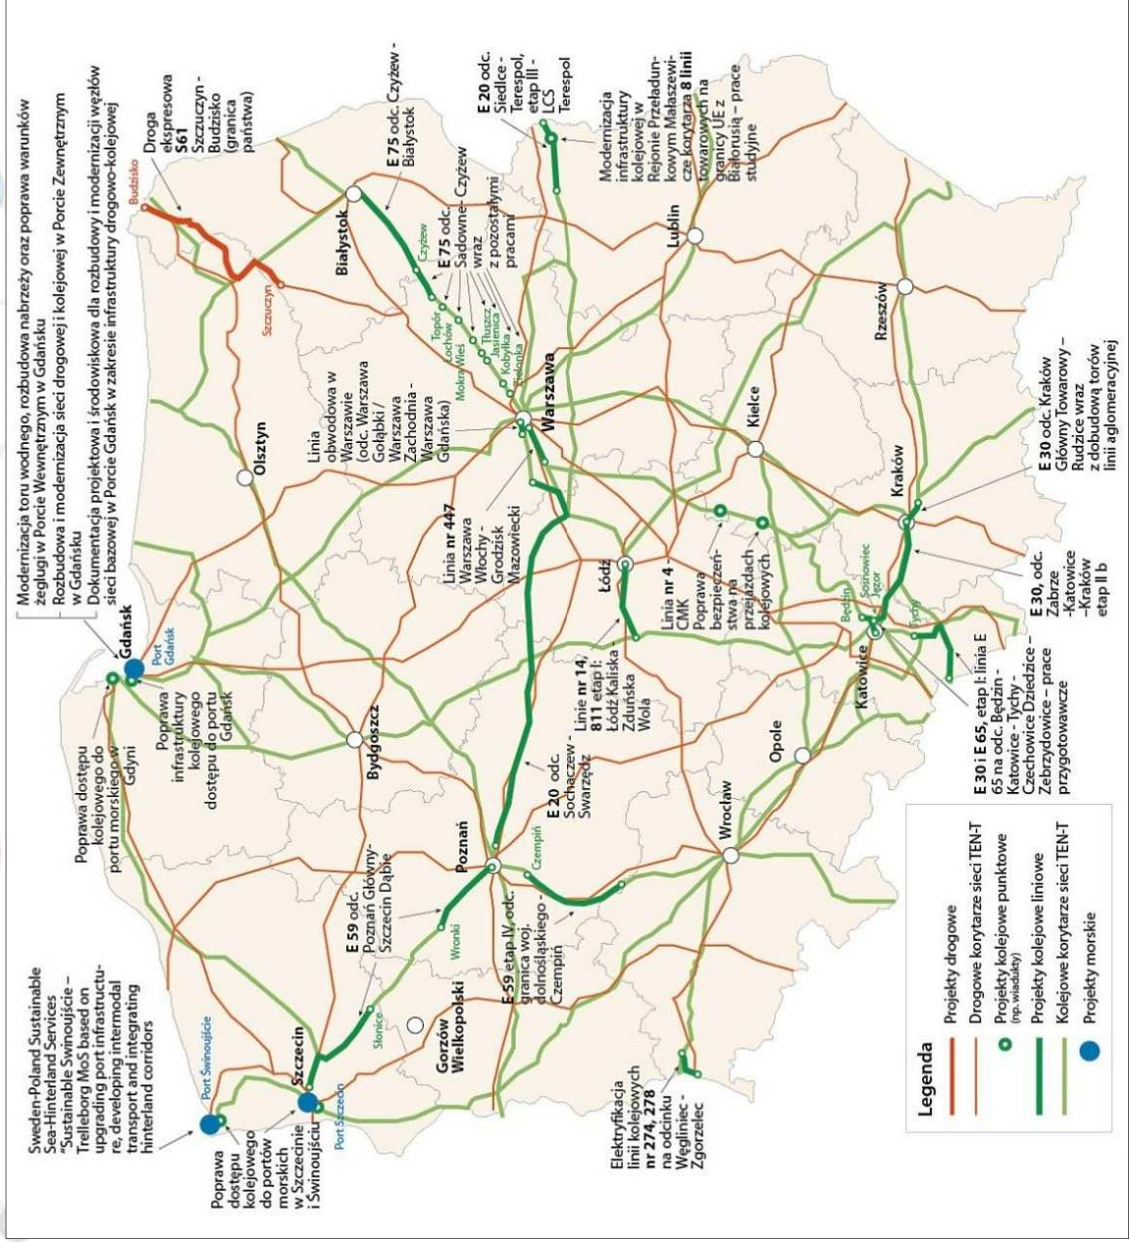 Modernizacja toru wodnego, rozbudowa nabrzeży oraz poprawa warunków
żeglugi w Porcie Wewnętrznym w Gdańsku
Rozbudowa i modernizacja sieci drogowej i kolejowej w Porcie Zewnętrznym
w Gdańsku
Dokumentacja projektowa i środowiskowa dla rozbudowy i modernizacji węzłów
sieci bazowej w Porcie Gdańsk w zakresie infrastruktury drogowo-kolejowej
Sweden-Poland Sustainable
Sea-Hinterland Services
"Sustainable Swinoujście –
Trelleborg MoS based on
upgrading port infrastructu-
re, developing intermodal
transport and integrating
hinterland corridors
Port Świnoujście
Poprawa
dostępu
kolejowego
do portów
morskich
w Szczecinie
i Świnoujściu
Szczecin
Port Szczecin
Poprawa dostępu
kolejowego do
portu morskiego w
Gdyni
Poprawa
infrastruktury
kolejowego
dostępu do portu
Gdańsk
Gdańsk
Port
Gdańsk
Droga
ekspresowa
S61
Szczuczyn -
Budzisko
(granica
państwa)
Budzisko
Szczuczyn
Olsztyn
Białystok
E 75 odc. Czyżew -
Białystok
Czyżew
E 75 odc.
Sadowne- Czyżew
wraz
z pozostałymi
pracami
Topór
Łochów
Mokra Wieś
Tłuszcz
Jasienica
Kobyłka
Zielonka
Linia
obwodowa w
Warszawie
(odc. Warszawa
Gołąbki /
Warszawa
Zachodnia -
Warszawa
Gdańska)
Warszawa
E 20 odc.
Siedlce -
Terespol,
etap III -
LCS
Terespol
Modernizacja
infrastruktury
kolejowej w
Rejonie Przeładun-
kowym Małaszewi-
cze korytarza 8 linii
towarowych na
granicy UE z
Białorusią – prace
studyjne
Bydgoszcz
E 59 odc.
Poznań Główny-
Szczecin Dąbie
Słonice
Wronki
Gorzów
Wielkopolski
Poznań
Czempiń
E 59 etap IV, odc.
granica woj.
dolnośląskiego -
Czempiń
E 20 odc.
Sochaczew -
Swarzędz
Linia nr 447
Warszawa
Włochy -
Grodzisk
Mazowiecki
Łódź
Linie nr 14,
811 etap I:
Łódź Kaliska -
Zduńska
Wola
Linia nr 4 –
CMK
Poprawa
bezpieczeń-
stwa na
przejazdach
kolejowych
Lublin
Kielce
Wrocław
Opole
Elektryfikacja
linii kolejowych
nr 274, 278
na odcinku
Węgliniec -
Zgorzelec
Katowice
Będzin
Sosnowiec
Jęzor
Tychy
Kraków
Rzeszów
E 30 i E 65, etap I: linia E
65 na odc. Będzin -
Katowice - Tychy -
Czechowice Dziedzice -
Zebrzydowice – prace
przygotowawcze
E 30, odc.
Zabrze
-Katowice
–Kraków
etap II b
E 30 odc. Kraków
Główny Towarowy –
Rudzice wraz
z dobudową torów
linii aglomeracyjnej
Legenda
Projekty drogowe
Drogowe korytarze sieci TEN-T
Projekty kolejowe punktowe
(np. wiadukty)
Projekty kolejowe liniowe
Kolejowe korytarze sieci TEN-T
Projekty morskie